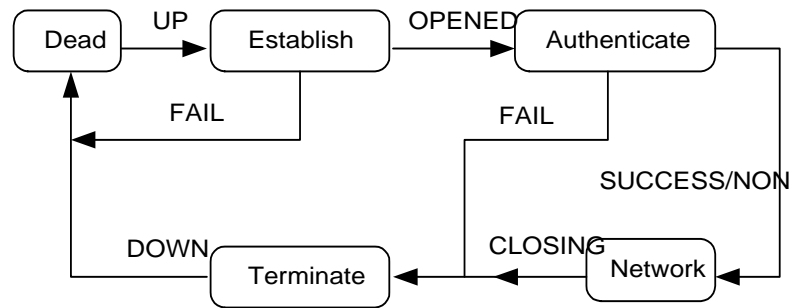 UP
OPENED
Dead
Establish
Authenticate
FAIL
FAIL
SUCCESS/NON
DOWN
CLOSING
Terminate
Network